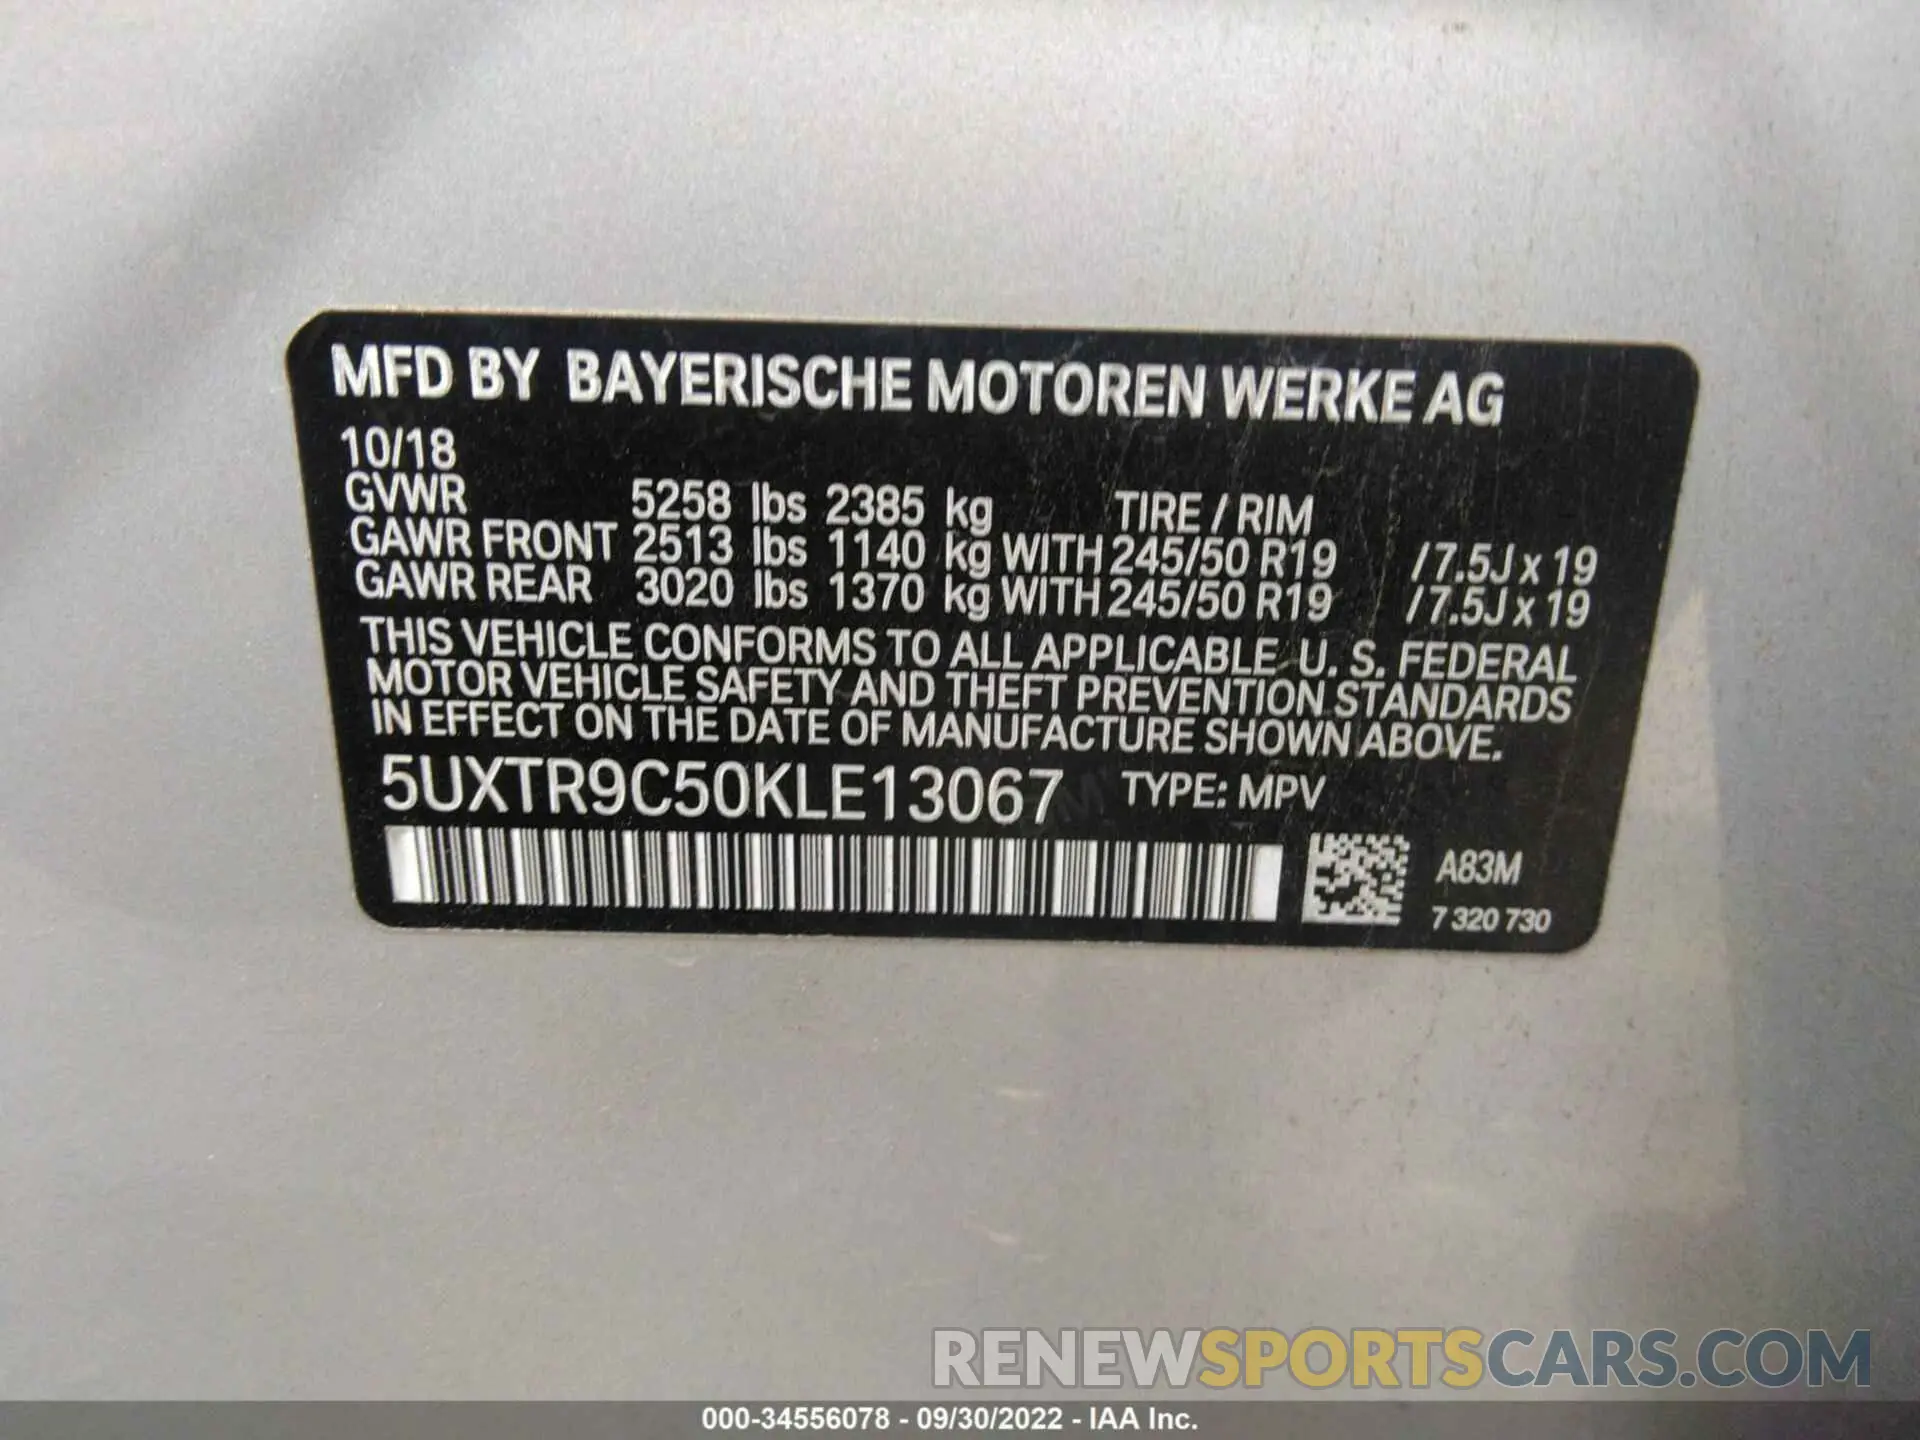 MFD BY BAYERISCHE MOTOREN WERKE AG
10/18
GVWR 5258 lbs 2385 kg TIRE / RIM
GAWR FRONT 2513 lbs 1140 kg WITH 245/50 R19 / 7.5J x 19
GAWR REAR 3020 lbs 1370 kg WITH 245/50 R19 / 7.5J x 19
THIS VEHICLE CONFORMS TO ALL APPLICABLE U. S. FEDERAL
MOTOR VEHICLE SAFETY AND THEFT PREVENTION STANDARDS
IN EFFECT ON THE DATE OF MANUFACTURE SHOWN ABOVE.
5UXTR9C50KLE13067 TYPE: MPV
A83M
7 320 730
RENEWSPORTSCARS.COM
000-34556078 - 09/30/2022 - IAA Inc.